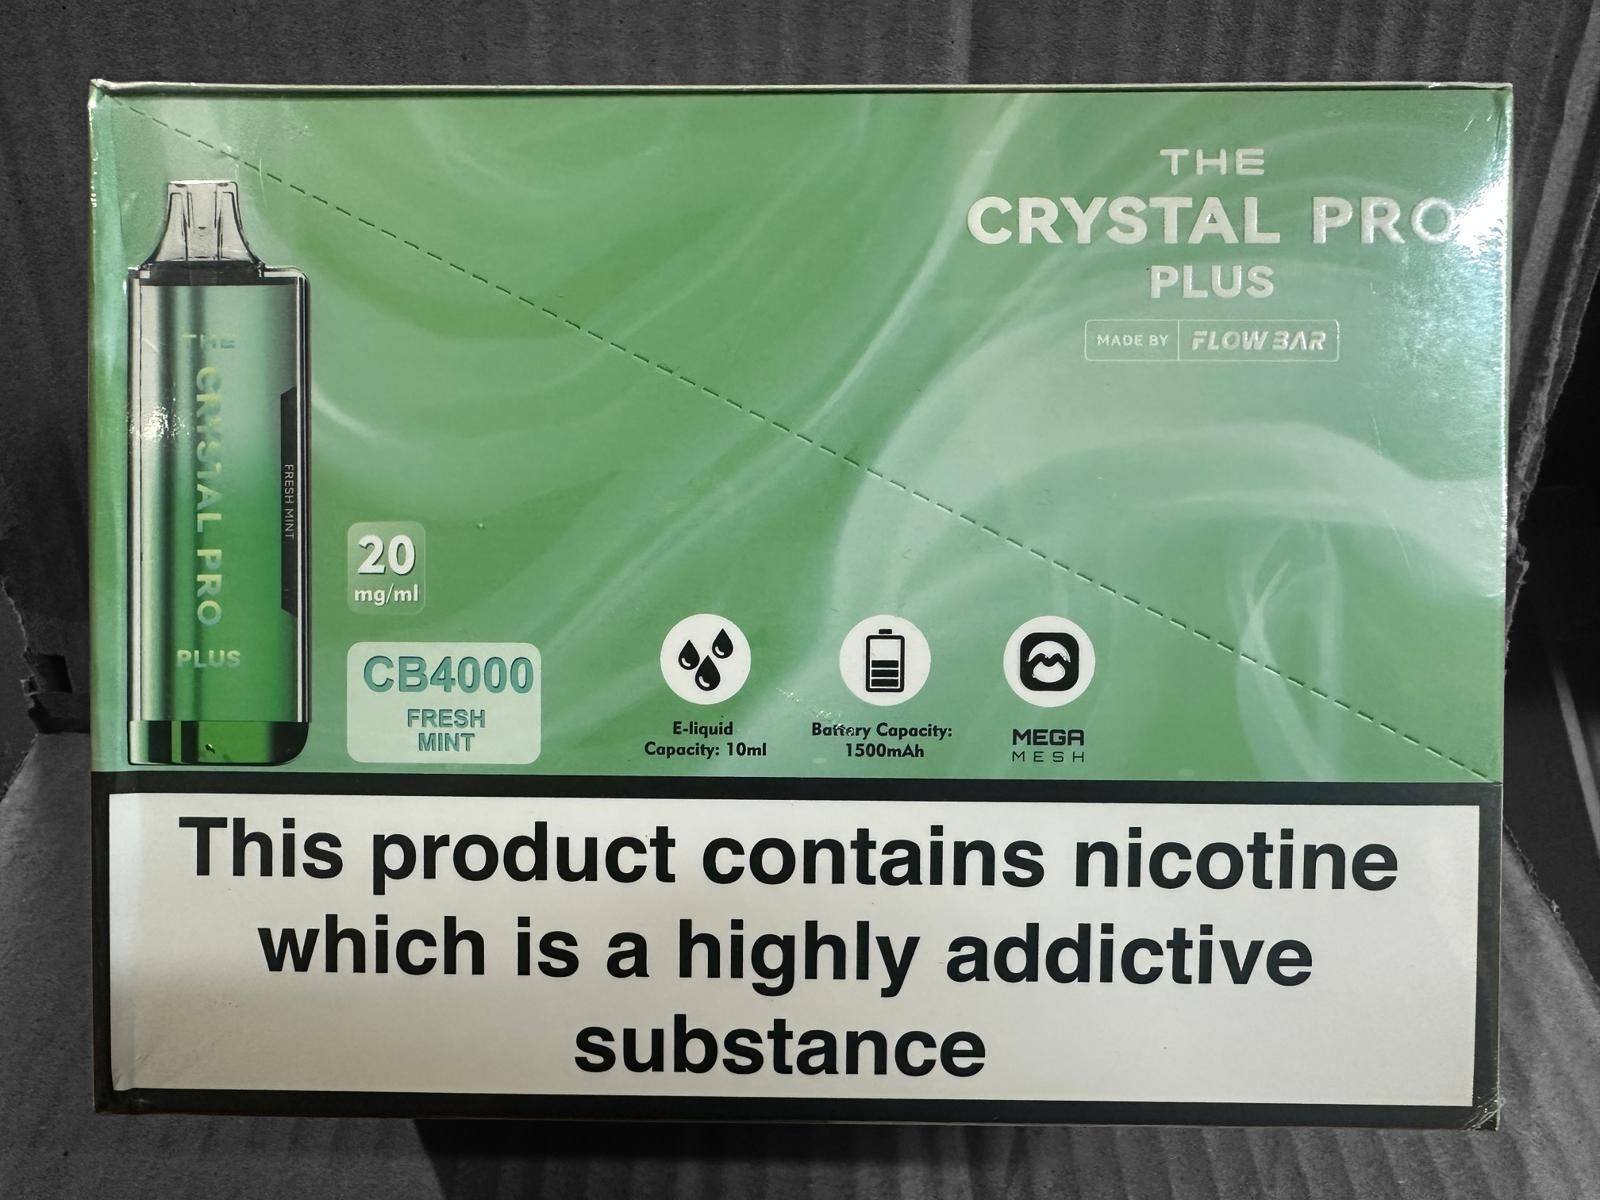 THE
CRYSTAL PRO
PLUS
MADE BY FLOW BAR
THE
CRYSTAL PRO
PLUS
FRESH MINT
20
mg/ml
CB4000
FRESH
MINT
E-liquid
Capacity: 10ml
Battery Capacity:
1500mAh
MEGA
MESH
This product contains nicotine
which is a highly addictive
substance